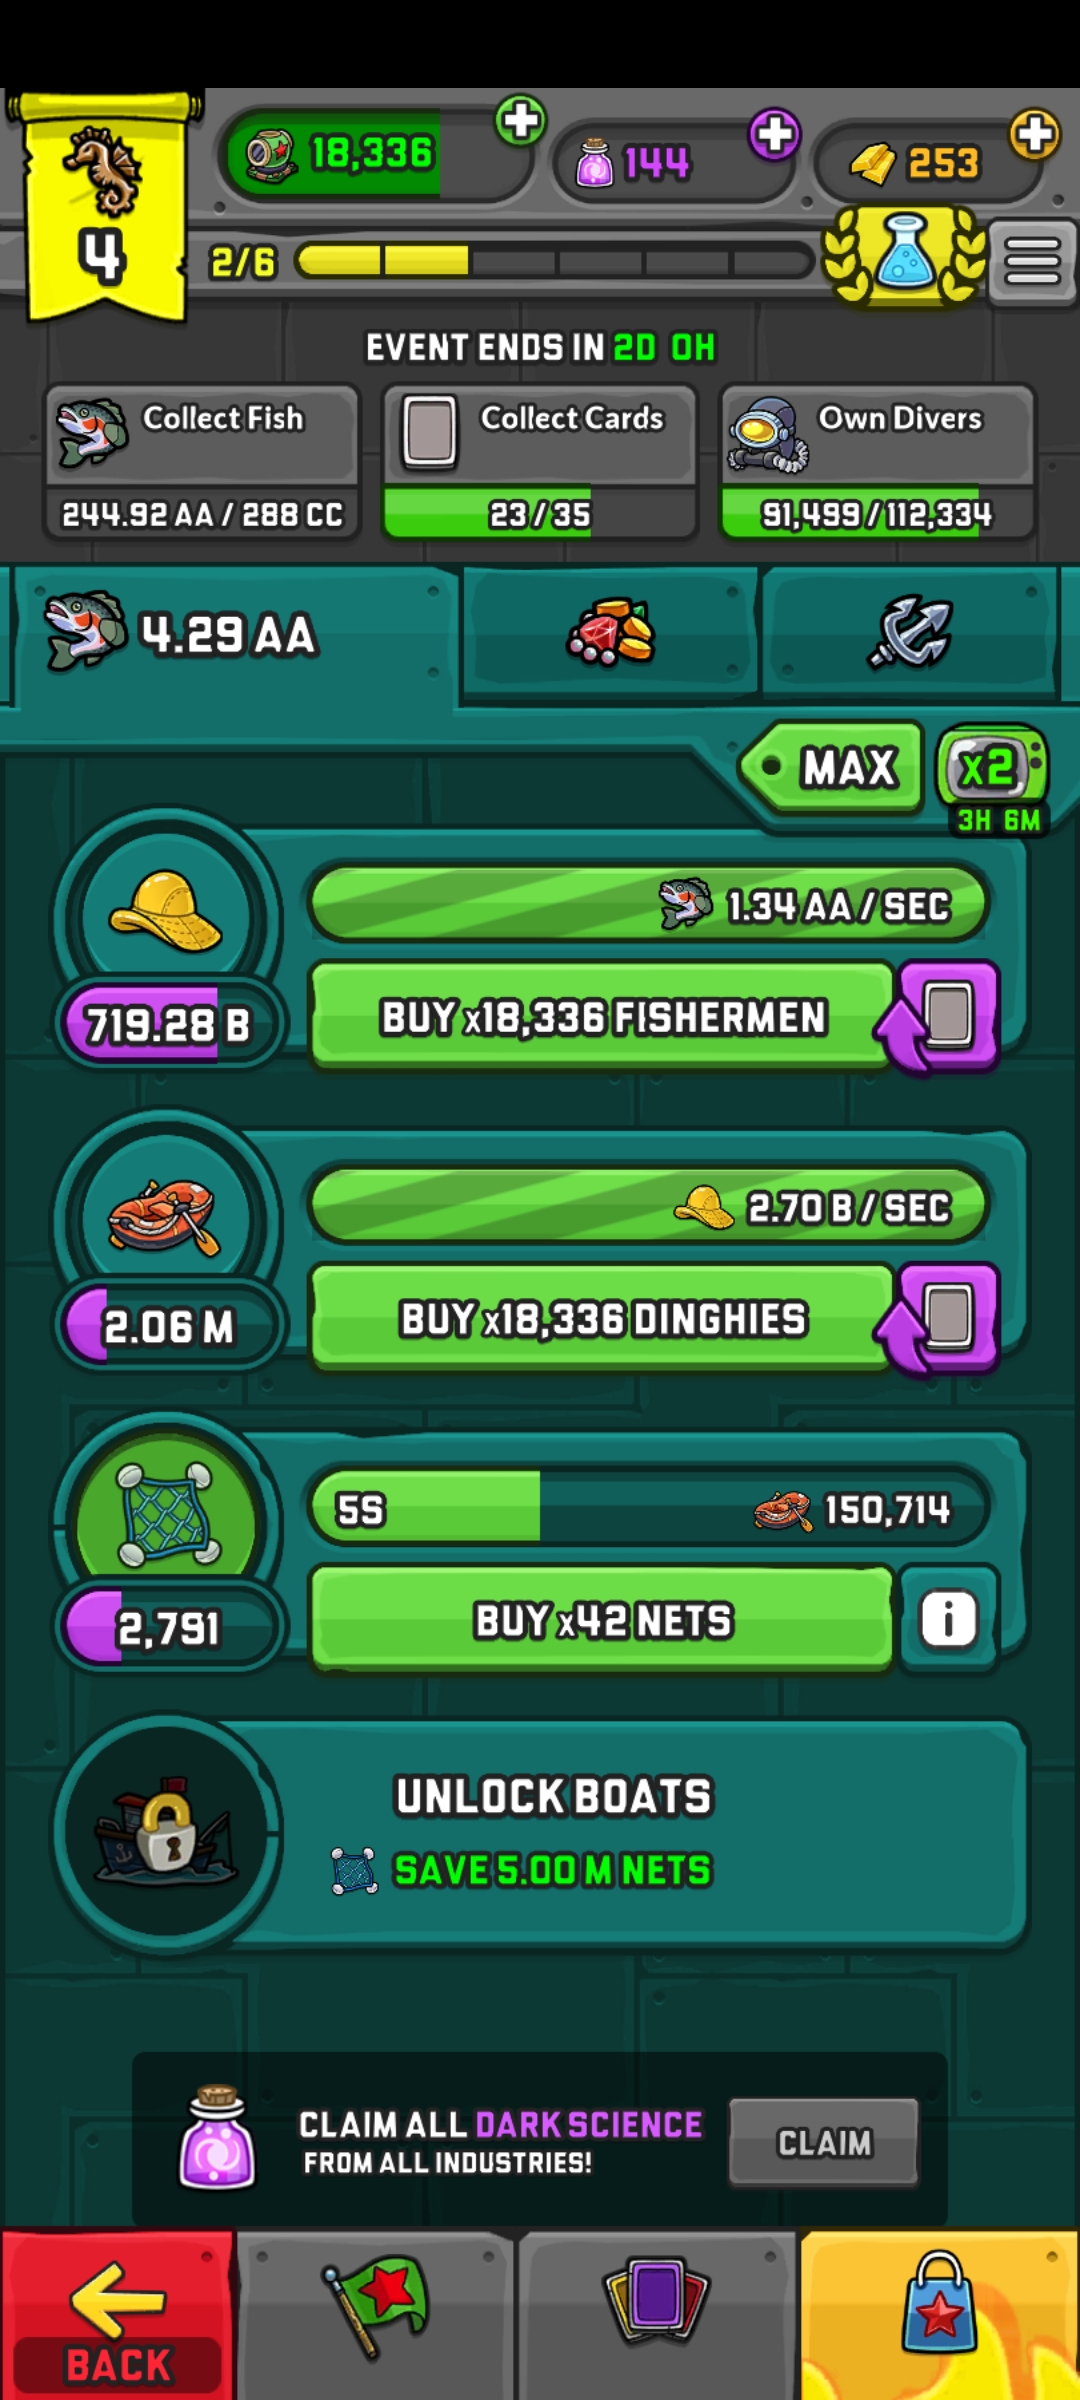 18,336
144
253
4
2/6
EVENT ENDS IN 2D 0H
Collect Fish
Collect Cards
Own Divers
244.92 AA / 288 CC
23 / 35
91,499 / 112,334
4.29 AA
MAX
x2
3H 6M
1.34 AA / SEC
719.28 B
BUY x18,336 FISHERMEN
2.70 B / SEC
2.06 M
BUY x18,336 DINGHIES
5S
150,714
2,791
BUY x42 NETS
i
UNLOCK BOATS
SAVE 5.00 M NETS
CLAIM ALL DARK SCIENCE
FROM ALL INDUSTRIES!
CLAIM
BACK